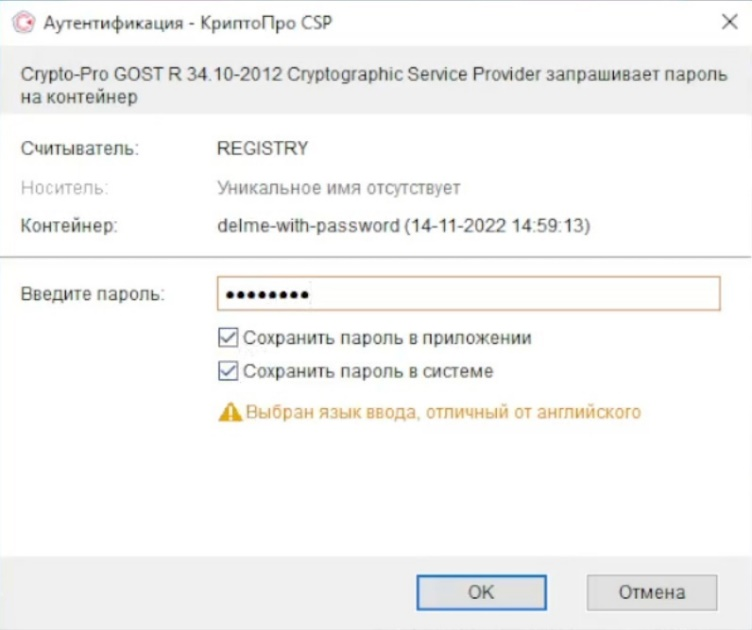 Аутентификация - КриптоПро CSP
Crypto-Pro GOST R 34.10-2012 Cryptographic Service Provider запрашивает пароль
на контейнер
Считыватель: REGISTRY
Носитель: Уникальное имя отсутствует
Контейнер: delme-with-password (14-11-2022 14:59:13)
Введите пароль: ••••••••
Сохранить пароль в приложении
Сохранить пароль в системе
Выбран язык ввода, отличный от английского
OK Отмена